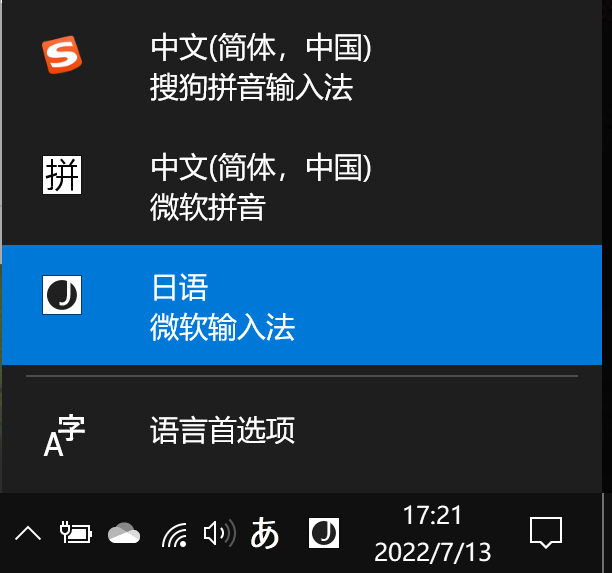 中文(简体，中国)
搜狗拼音输入法
拼
中文(简体，中国)
微软拼音
J
日语
微软输入法
A字
语言首选项
あ
J
17:21
2022/7/13